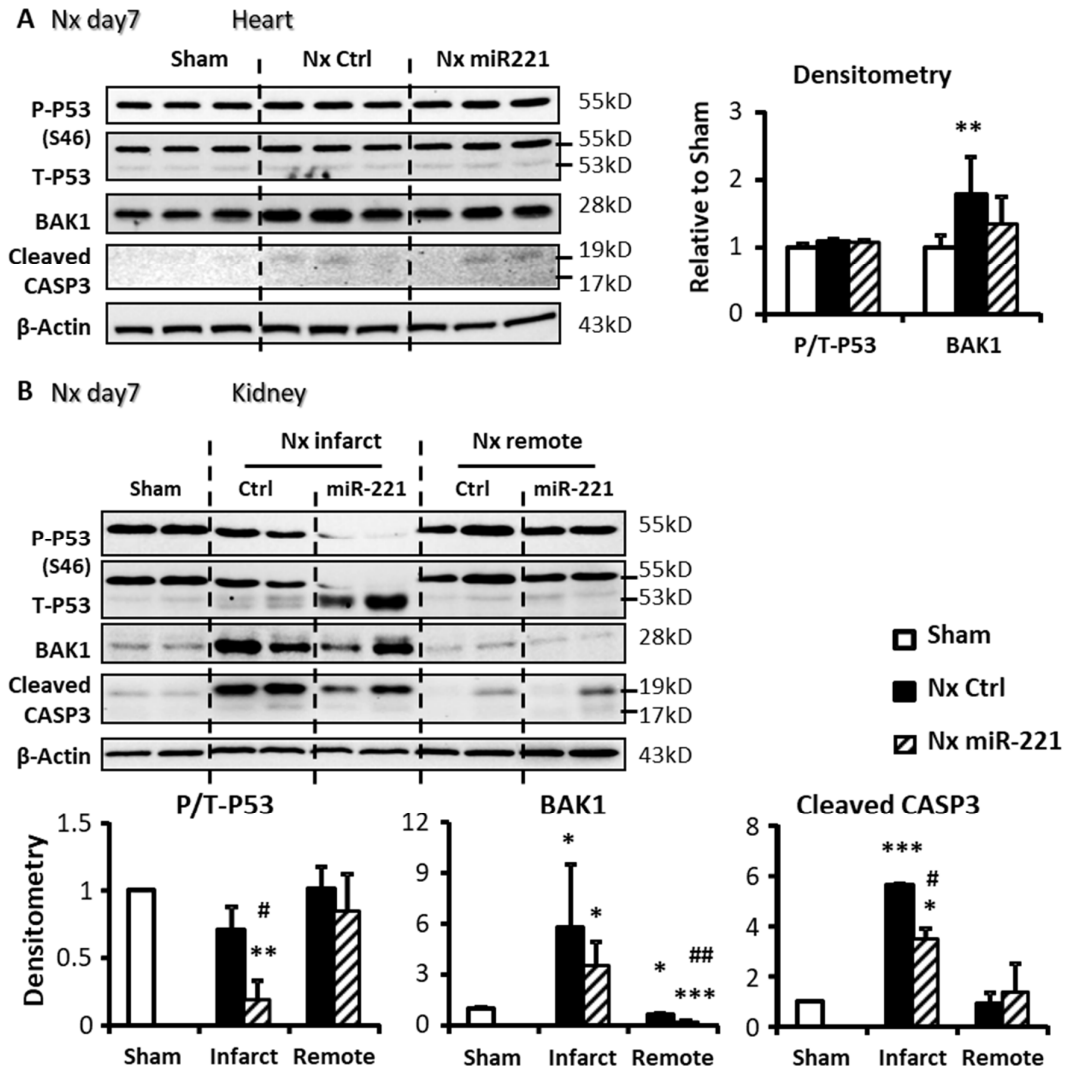 A Nx day7 Heart
Sham Nx Ctrl Nx miR221
P-P53 55kD
(S46) 55kD
T-P53 53kD
BAK1 28kD
Cleaved 19kD
CASP3 17kD
β-Actin 43kD
Densitometry
Relative to Sham
3
**
2
1
0
P/T-P53 BAK1
B Nx day7 Kidney
Nx infarct Nx remote
Sham Ctrl miR-221 Ctrl miR-221
P-P53 55kD
(S46) 55kD
T-P53 53kD
BAK1 28kD
Cleaved 19kD
CASP3 17kD
β-Actin 43kD
Sham
Nx Ctrl
Nx miR-221
P/T-P53
Densitometry
1.5
1
#
**
0.5
0
Sham Infarct Remote
BAK1
12
*
9
*
6
* ##
3
***
0
Sham Infarct Remote
Cleaved CASP3
8
***
6
#
*
4
2
0
Sham Infarct Remote